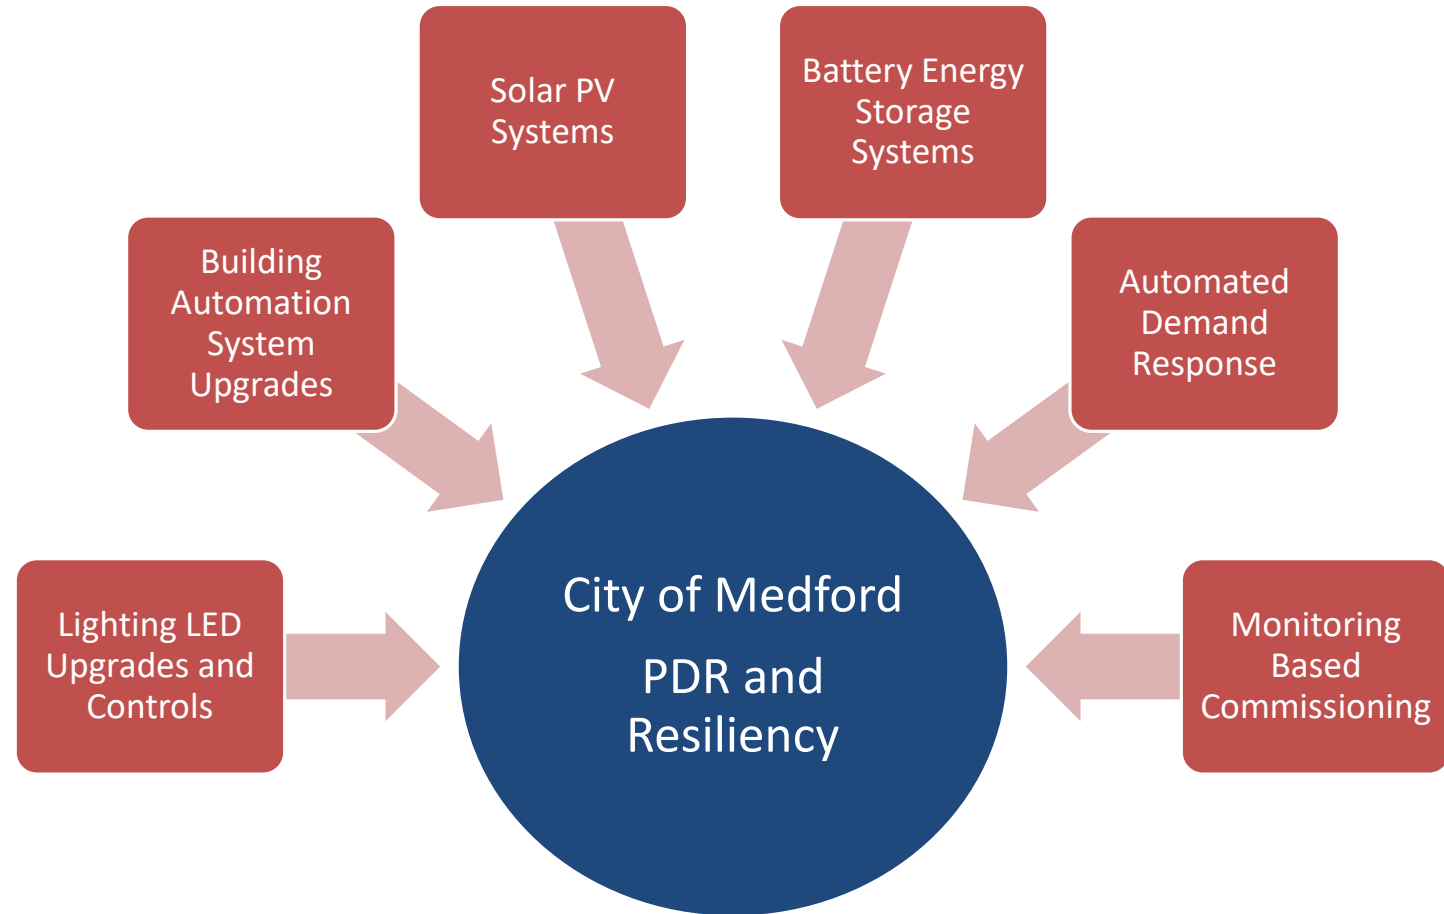 Solar PV
Systems
Battery Energy
Storage
Systems
Building
Automation
System
Upgrades
Automated
Demand
Response
Lighting LED
Upgrades and
Controls
City of Medford
PDR and
Resiliency
Monitoring
Based
Commissioning